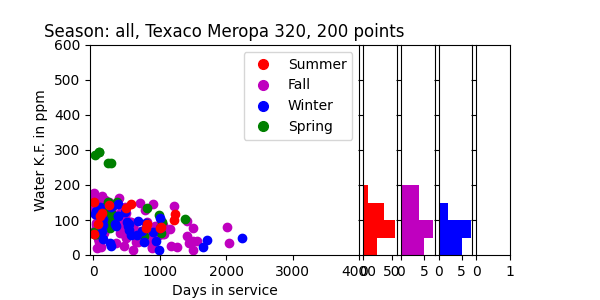 Season: all, Texaco Meropa 320, 200 points
Water K.F. in ppm
600
500
400
300
200
100
0
Summer
Fall
Winter
Spring
0 1000 2000 3000 4000 0 50 0 5 0 5 0 1
Days in service